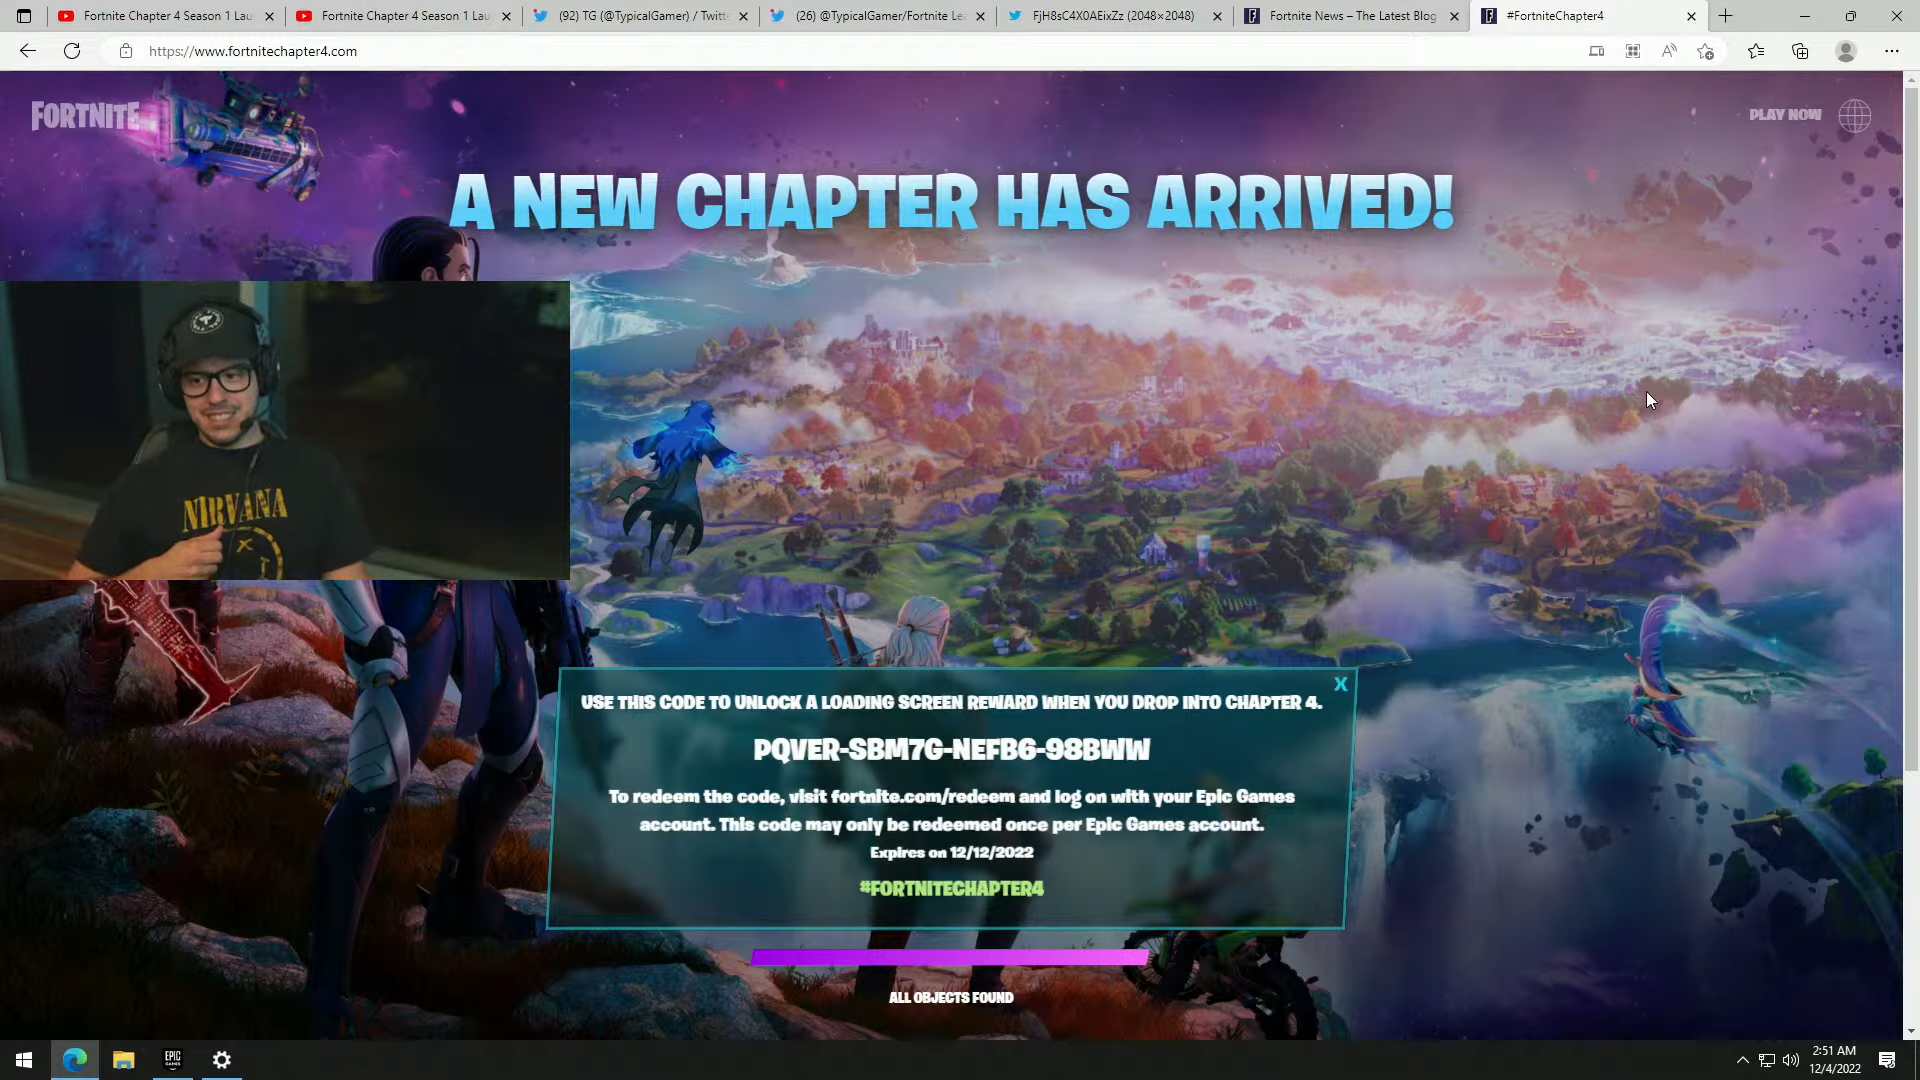 Fortnite Chapter 4 Season 1 Lau
Fortnite Chapter 4 Season 1 Lau
(92) TG (@TypicalGamer) / Twitt
(26) @TypicalGamer/Fortnite Le
FjH8sC4X0AEixZz (2048×2048)
Fortnite News – The Latest Blog
#FortniteChapter4
https://www.fortnitechapter4.com
FORTNITE
PLAY NOW
A NEW CHAPTER HAS ARRIVED!
NIRVANA
X
USE THIS CODE TO UNLOCK A LOADING SCREEN REWARD WHEN YOU DROP INTO CHAPTER 4.
PQVER-SBM7G-NEFB6-98BWW
To redeem the code, visit fortnite.com/redeem and log on with your Epic Games
account. This code may only be redeemed once per Epic Games account.
Expires on 12/12/2022
#FORTNITECHAPTER4
ALL OBJECTS FOUND
EPIC
GAMES
2:51 AM
12/4/2022